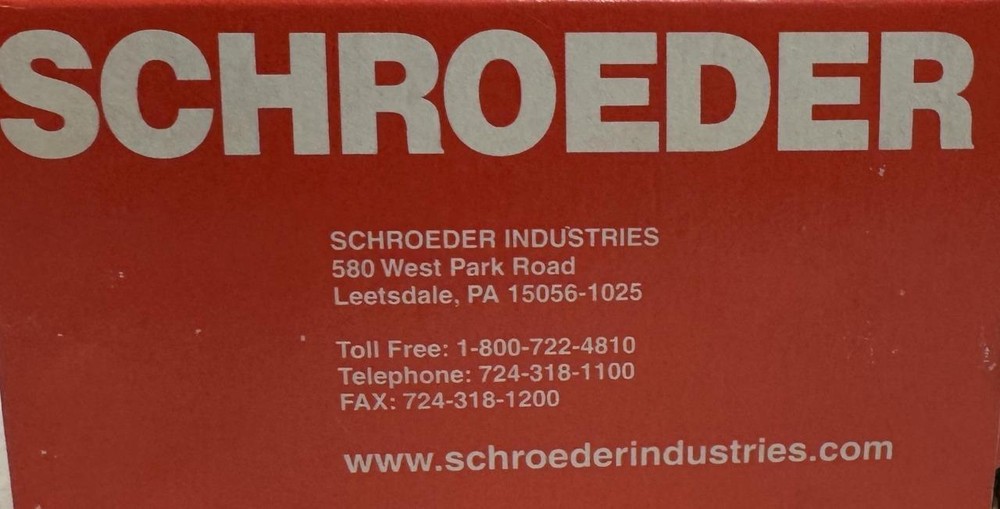 SCHROEDER
SCHROEDER INDUSTRIES
580 West Park Road
Leetsdale, PA 15056-1025
Toll Free: 1-800-722-4810
Telephone: 724-318-1100
FAX: 724-318-1200
www.schroederindustries.com